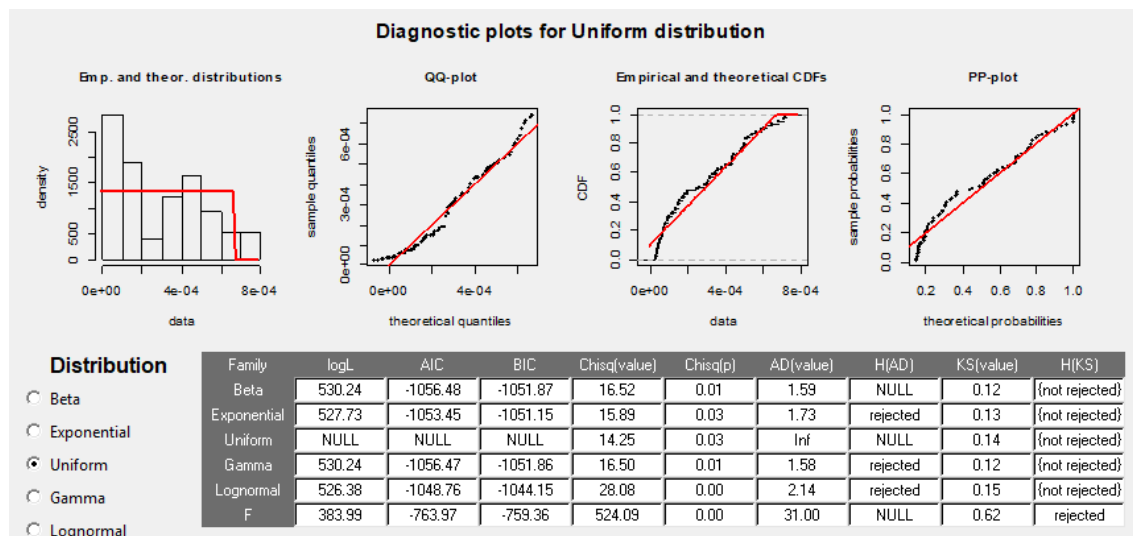 Diagnostic plots for Uniform distribution
Emp. and theor. distributions
QQ-plot
Empirical and theoretical CDFs
PP-plot
density
0 500 1500 2500
0e+00 4e-04 8e-04
data
sample quantiles
0e+00 3e-04 6e-04
0e+00 4e-04
theoretical quantiles
CDF
0.0 0.2 0.4 0.6 0.8 1.0
0e+00 4e-04 8e-04
data
sample probabilities
0.0 0.2 0.4 0.6 0.8 1.0
0.2 0.4 0.6 0.8 1.0
theoretical probabilities
Distribution
Beta
Exponential
Uniform
Gamma
Lognormal
Family logL AIC BIC Chisq(value) Chisq(p) AD(value) H(AD) KS(value) H(KS)
Beta 530.24 -1056.48 -1051.87 16.52 0.01 1.59 NULL 0.12 {not rejected}
Exponential 527.73 -1053.45 -1051.15 15.89 0.03 1.73 rejected 0.13 {not rejected}
Uniform NULL NULL NULL 14.25 0.03 Inf NULL 0.14 {not rejected}
Gamma 530.24 -1056.47 -1051.86 16.50 0.01 1.58 rejected 0.12 {not rejected}
Lognormal 526.38 -1048.76 -1044.15 28.08 0.00 2.14 rejected 0.15 {not rejected}
F 383.99 -763.97 -759.36 524.09 0.00 31.00 NULL 0.62 rejected